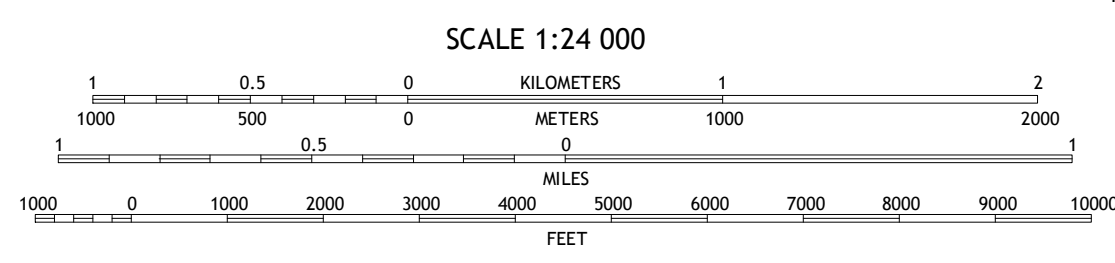 SCALE 1:24 000
1 0.5 0 KILOMETERS 1 2
1000 500 0 METERS 1000 2000
1 0.5 0 1
MILES
1000 0 1000 2000 3000 4000 5000 6000 7000 8000 9000 10000
FEET